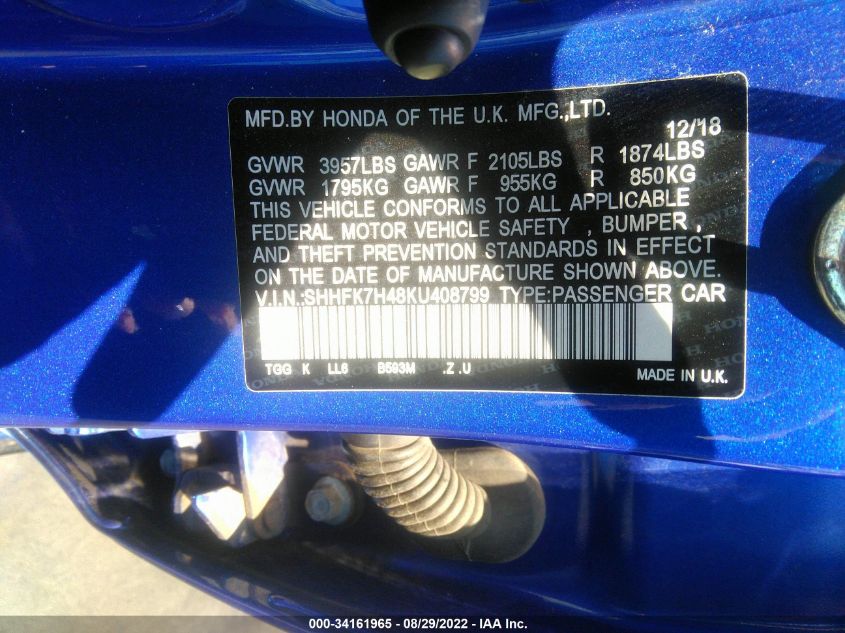 MFD.BY HONDA OF THE U.K. MFG.,LTD.
12/18
GVWR 3957LBS GAWR F 2105LBS R 1874LBS
GVWR 1795KG GAWR F 955KG R 850KG
THIS VEHICLE CONFORMS TO ALL APPLICABLE
FEDERAL MOTOR VEHICLE SAFETY , BUMPER ,
AND THEFT PREVENTION STANDARDS IN EFFECT
ON THE DATE OF MANUFACTURE SHOWN ABOVE.
V.I.N.:SHHFK7H48KU408799 TYPE:PASSENGER CAR
TGG K LL6 B593M .Z .U
MADE IN U.K.
000-34161965 - 08/29/2022 - IAA Inc.